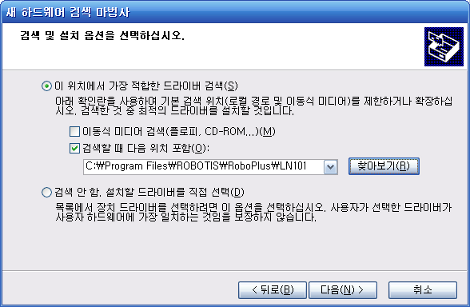 새 하드웨어 검색 마법사
검색 및 설치 옵션을 선택하십시오.
이 위치에서 가장 적합한 드라이버 검색(S)
아래 확인란을 사용하여 기본 검색 위치(로컬 경로 및 이동식 미디어)를 제한하거나 확장하십
시오. 검색한 것 중 최적의 드라이버를 설치할 것입니다.
이동식 미디어 검색(플로피, CD-ROM...)(M)
검색할 때 다음 위치 포함(O):
C:₩Program Files₩ROBOTIS₩RoboPlus₩LN101
찾아보기(R)
검색 안 함. 설치할 드라이버를 직접 선택(D)
목록에서 장치 드라이버를 선택하려면 이 옵션을 선택하십시오. 사용자가 선택한 드라이버가
사용자 하드웨어에 가장 일치하는 것임을 보장하지 않습니다.
< 뒤로(B)
다음(N) >
취소